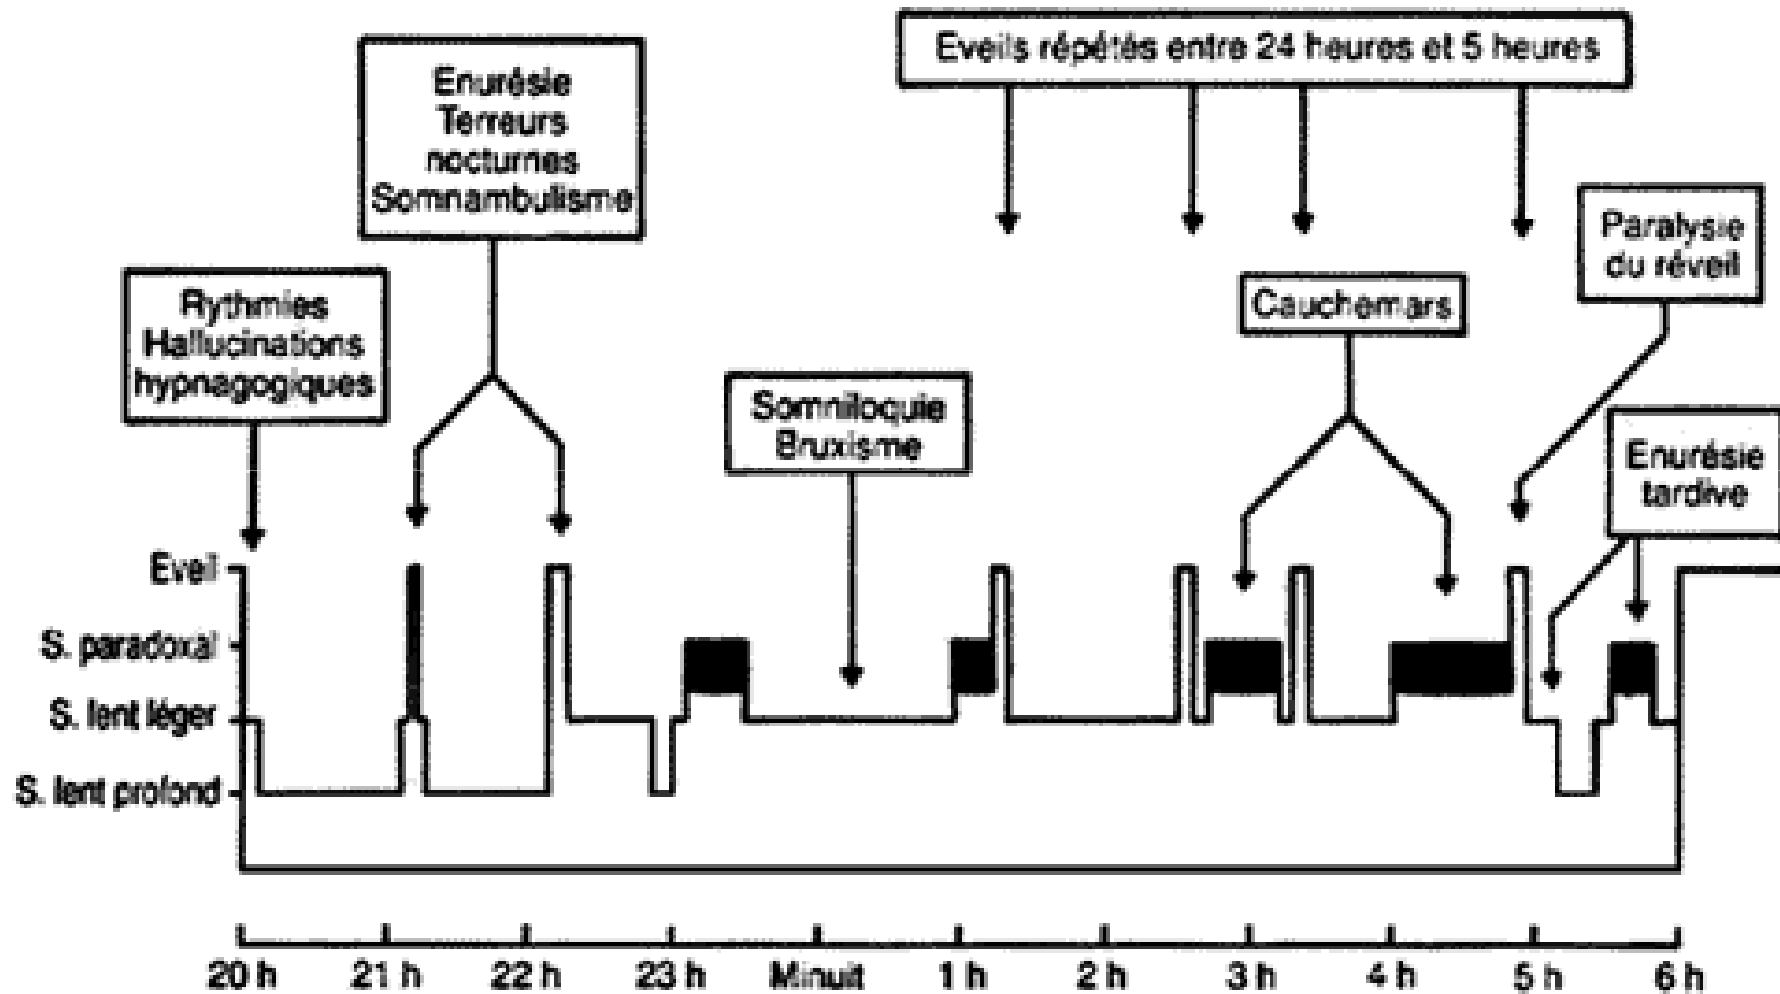 Eveils répétés entre 24 heures et 5 heures
Enurésie
Terreurs
nocturnes
Somnambulisme
Paralysie
du réveil
Rythmies
Hallucinations
hypnagogiques
Cauchemars
Somniloquie
Bruxisme
Enurésie
tardive
Eveil
S. paradoxal
S. lent léger
S. lent profond
20 h 21 h 22 h 23 h Minuit 1 h 2 h 3 h 4 h 5 h 6 h